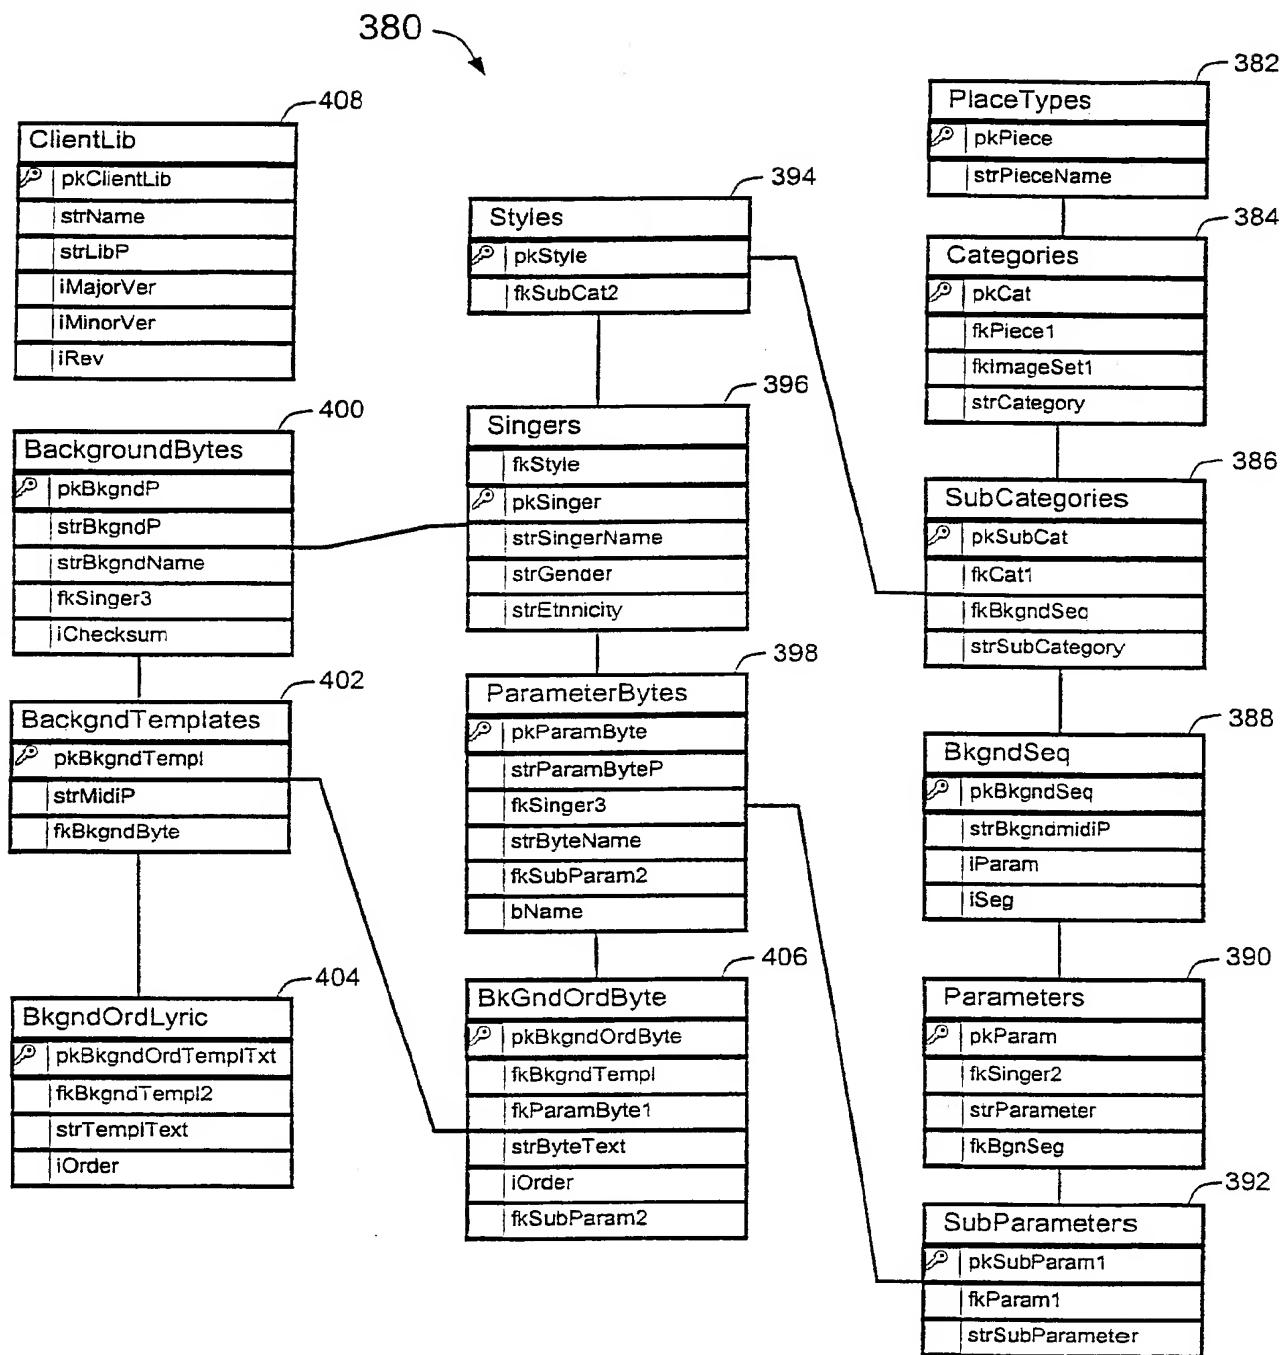 380
408
ClientLib
pkClientLib
strName
strLibP
iMajorVer
iMinorVer
iRev
400
BackgroundBytes
pkBkgndP
strBkgndP
strBkgndName
fkSinger3
iChecksum
402
BackgndTemplates
pkBkgndTempl
strMidiP
fkBkgndByte
404
BkgndOrdLyric
pkBkgndOrdTemplTxt
fkBkgndTempl2
strTemplText
iOrder
394
Styles
pkStyle
fkSubCat2
396
Singers
fkStyle
pkSinger
strSingerName
strGender
strEtnnicity
398
ParameterBytes
pkParamByte
strParamByteP
fkSinger3
strByteName
fkSubParam2
bName
406
BkGndOrdByte
pkBkgndOrdByte
fkBkgndTempl
fkParamByte1
strByteText
iOrder
fkSubParam2
382
PlaceTypes
pkPiece
strPieceName
384
Categories
pkCat
fkPiece1
fkImageSet1
strCategory
386
SubCategories
pkSubCat
fkCat1
fkBkgndSeq
strSubCategory
388
BkgndSeq
pkBkgndSeq
strBkgndmidiP
iParam
iSeg
390
Parameters
pkParam
fkSinger2
strParameter
fkBgnSeg
392
SubParameters
pkSubParam1
fkParam1
strSubParameter